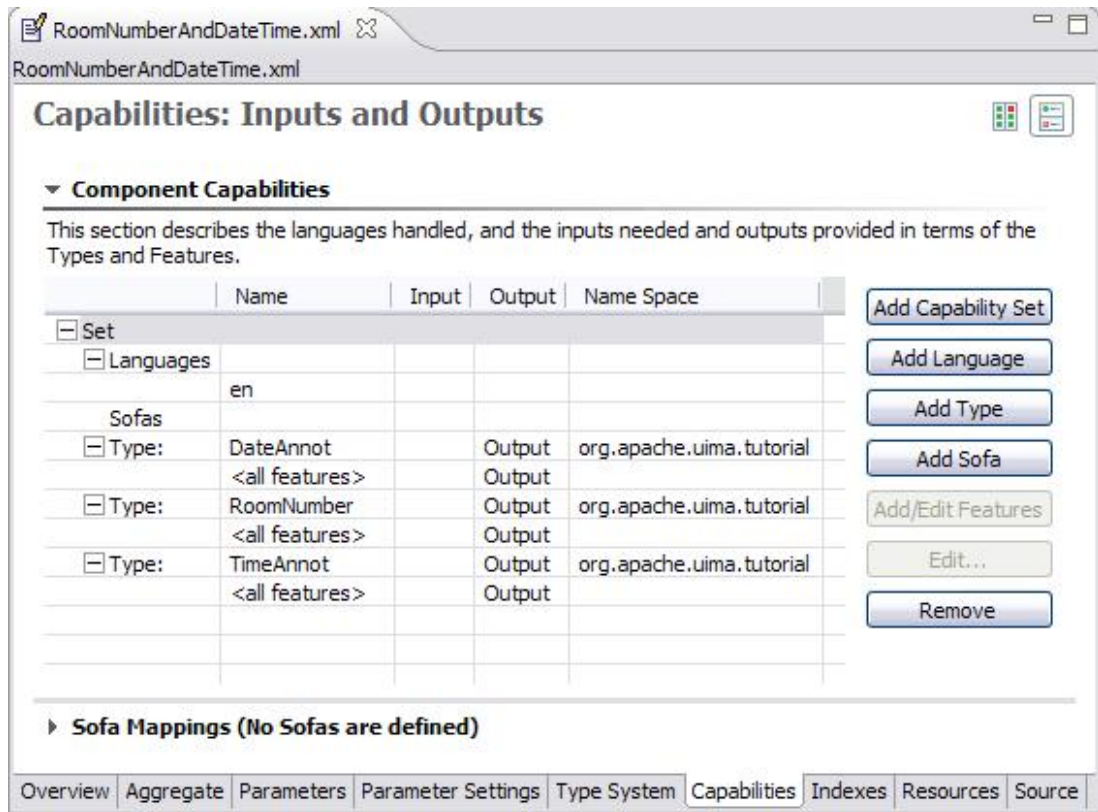 RoomNumberAndDateTime.xml
RoomNumberAndDateTime.xml
Capabilities: Inputs and Outputs
Component Capabilities
This section describes the languages handled, and the inputs needed and outputs provided in terms of the
Types and Features.
Name Input Output Name Space
Set
Languages
en
Sofas
Type: DateAnnot Output org.apache.uima.tutorial
<all features> Output
Type: RoomNumber Output org.apache.uima.tutorial
<all features> Output
Type: TimeAnnot Output org.apache.uima.tutorial
<all features> Output
Add Capability Set
Add Language
Add Type
Add Sofa
Add/Edit Features
Edit...
Remove
Sofa Mappings (No Sofas are defined)
Overview Aggregate Parameters Parameter Settings Type System Capabilities Indexes Resources Source